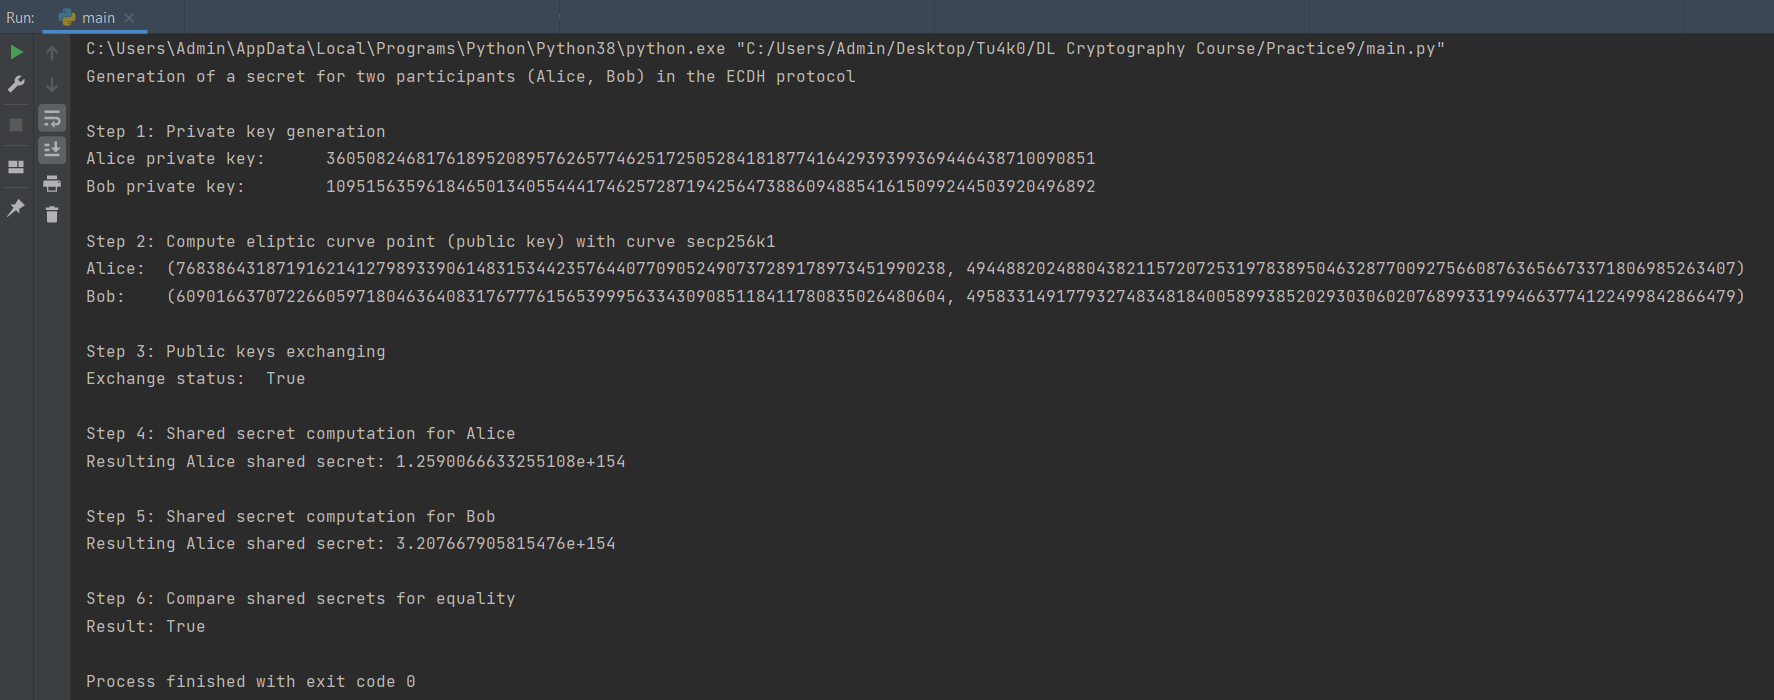 Run: main
C:\Users\Admin\AppData\Local\Programs\Python\Python38\python.exe "C:/Users/Admin/Desktop/Tu4k0/DL Cryptography Course/Practice9/main.py"
Generation of a secret for two participants (Alice, Bob) in the ECDH protocol
Step 1: Private key generation
Alice private key: 36050824681761895208957626577462517250528418187741642939399369446438710090851
Bob private key: 10951563596184650134055444174625728719425647388609488541615099244503920496892
Step 2: Compute eliptic curve point (public key) with curve secp256k1
Alice: (76838643187191621412798933906148315344235764407709052490737289178973451990238, 49448820248804382115720725319783895046328770092756608763656673371806985263407)
Bob: (60901663707226605971804636408317677761565399956334309085118411780835026480604, 49583314917793274834818400589938520293030602076899331994663774122499842866479)
Step 3: Public keys exchanging
Exchange status: True
Step 4: Shared secret computation for Alice
Resulting Alice shared secret: 1.2590066633255108e+154
Step 5: Shared secret computation for Bob
Resulting Alice shared secret: 3.207667905815476e+154
Step 6: Compare shared secrets for equality
Result: True
Process finished with exit code 0